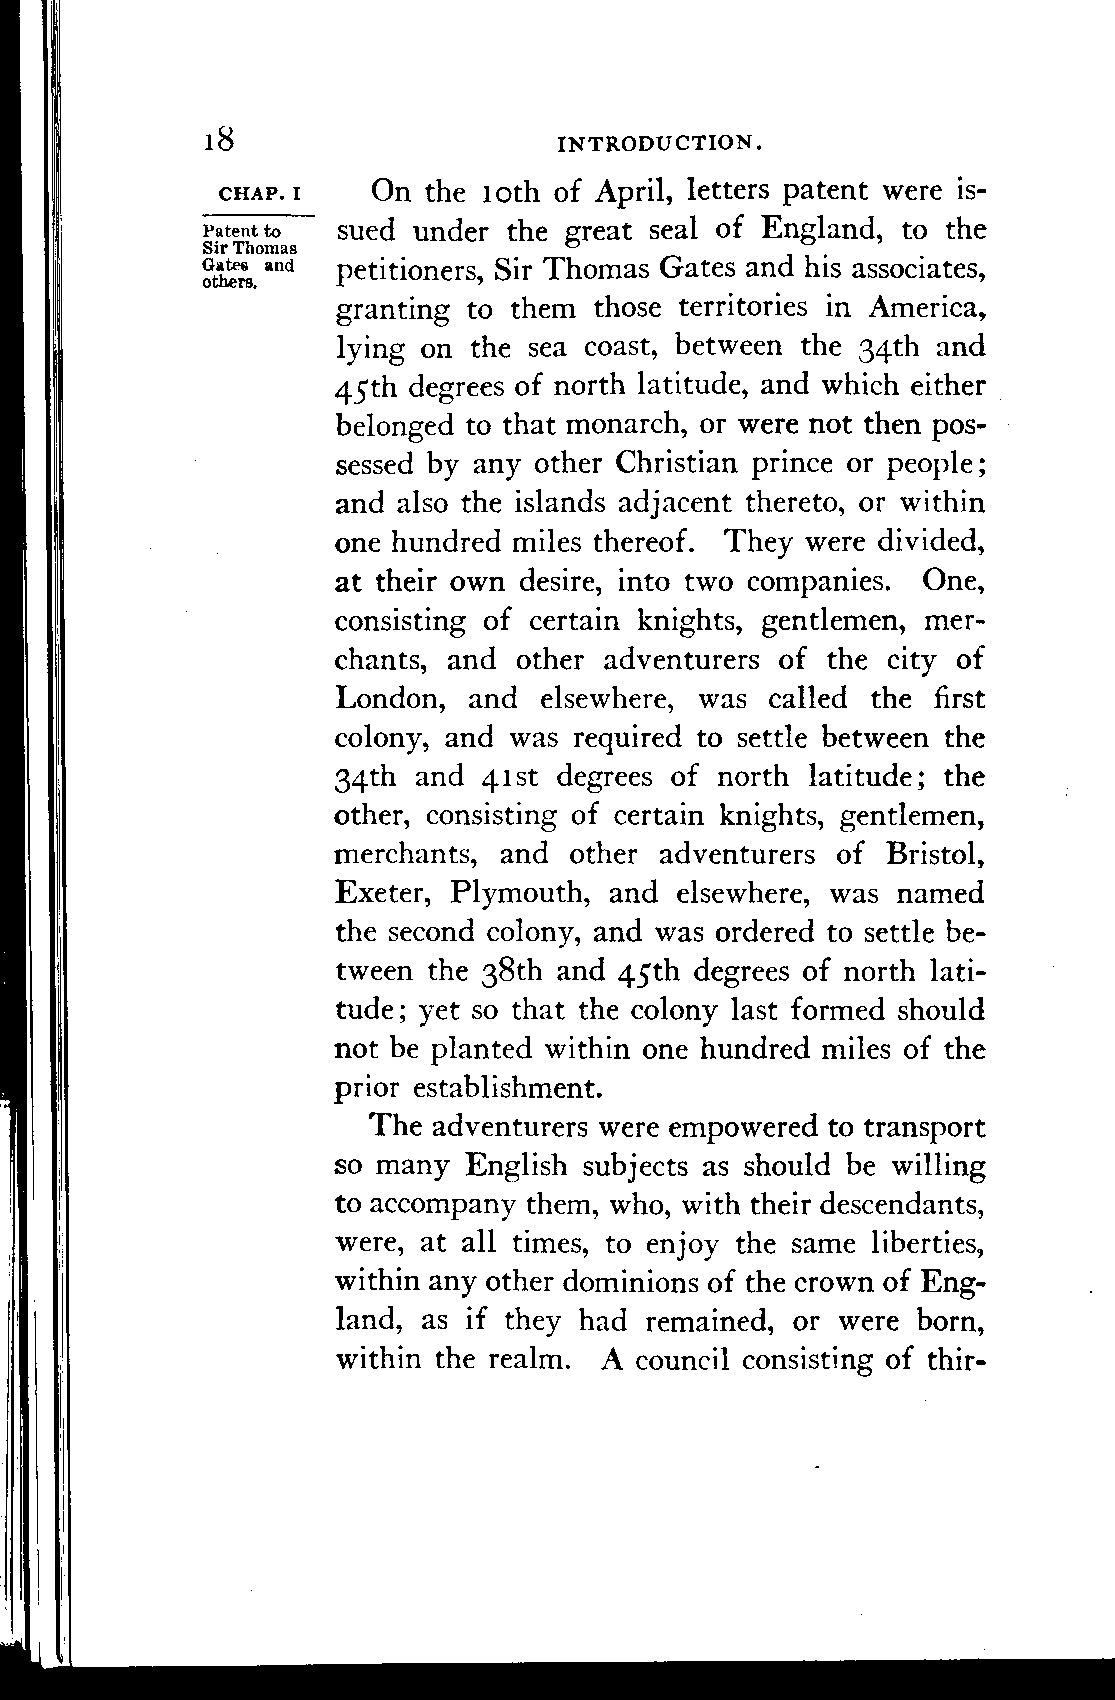 18 INTRODUCTION.
CHAP. I
Patent to
Sir Thomas
Gates and
others.
On the 10th of April, letters patent were is-
sued under the great seal of England, to the
petitioners, Sir Thomas Gates and his associates,
granting to them those territories in America,
lying on the sea coast, between the 34th and
45th degrees of north latitude, and which either
belonged to that monarch, or were not then pos-
sessed by any other Christian prince or people;
and also the islands adjacent thereto, or within
one hundred miles thereof. They were divided,
at their own desire, into two companies. One,
consisting of certain knights, gentlemen, mer-
chants, and other adventurers of the city of
London, and elsewhere, was called the first
colony, and was required to settle between the
34th and 41st degrees of north latitude; the
other, consisting of certain knights, gentlemen,
merchants, and other adventurers of Bristol,
Exeter, Plymouth, and elsewhere, was named
the second colony, and was ordered to settle be-
tween the 38th and 45th degrees of north lati-
tude; yet so that the colony last formed should
not be planted within one hundred miles of the
prior establishment.
The adventurers were empowered to transport
so many English subjects as should be willing
to accompany them, who, with their descendants,
were, at all times, to enjoy the same liberties,
within any other dominions of the crown of Eng-
land, as if they had remained, or were born,
within the realm. A council consisting of thir-